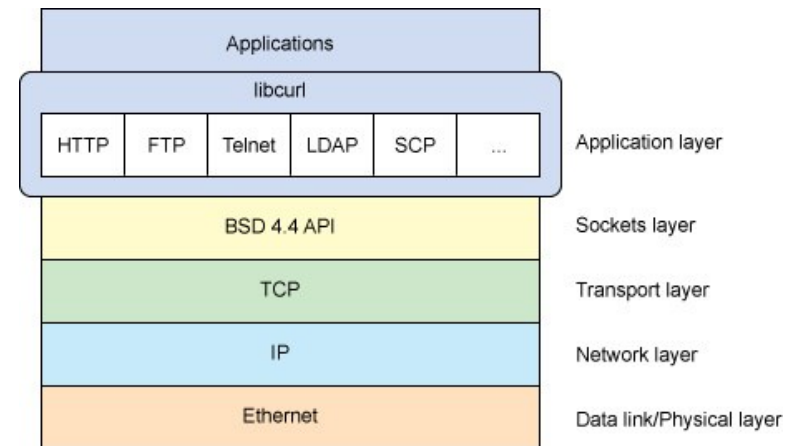 Applications
libcurl
HTTP FTP Telnet LDAP SCP ... Application layer
BSD 4.4 API Sockets layer
TCP Transport layer
IP Network layer
Ethernet Data link/Physical layer